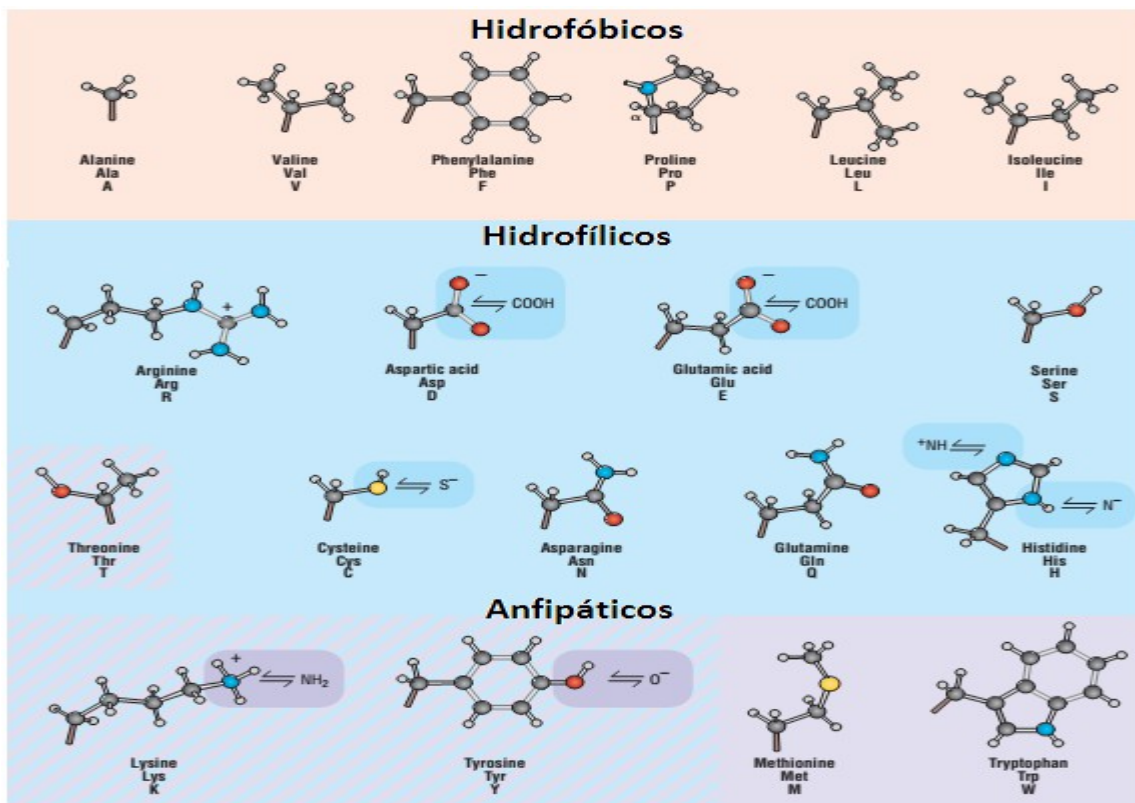 Hidrofóbicos
Alanine
Ala
A
Valine
Val
V
Phenylalanine
Phe
F
α
Proline
Pro
P
Leucine
Leu
L
Isoleucine
Ile
I
Hidrofílicos
+
Arginine
Arg
R
− ⇌ COOH
Aspartic acid
Asp
D
− ⇌ COOH
Glutamic acid
Glu
E
Serine
Ser
S
Threonine
Thr
T
⇌ S⁻
Cysteine
Cys
C
Asparagine
Asn
N
Glutamine
Gln
Q
⁺NH ⇌
⇌ N⁻
Histidine
His
H
Anfipáticos
+ ⇌ NH₂
Lysine
Lys
K
⇌ O⁻
Tyrosine
Tyr
Y
Methionine
Met
M
Tryptophan
Trp
W